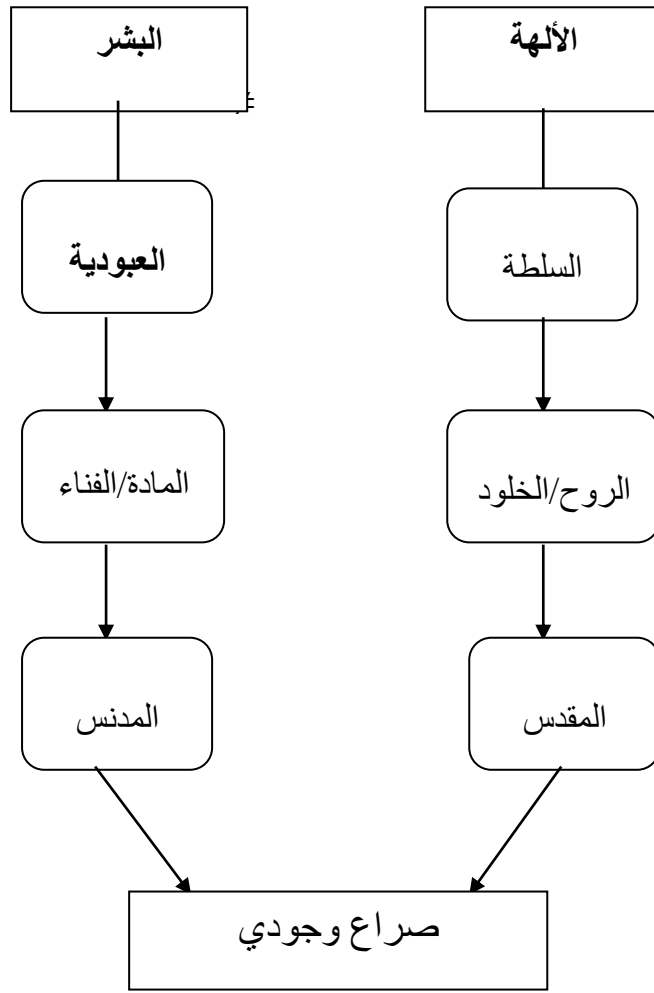 الألهة
البشر
≠
السلطة
العبودية
الروح/الخلود
المادة/الفناء
المقدس
المدنس
صراع وجودي